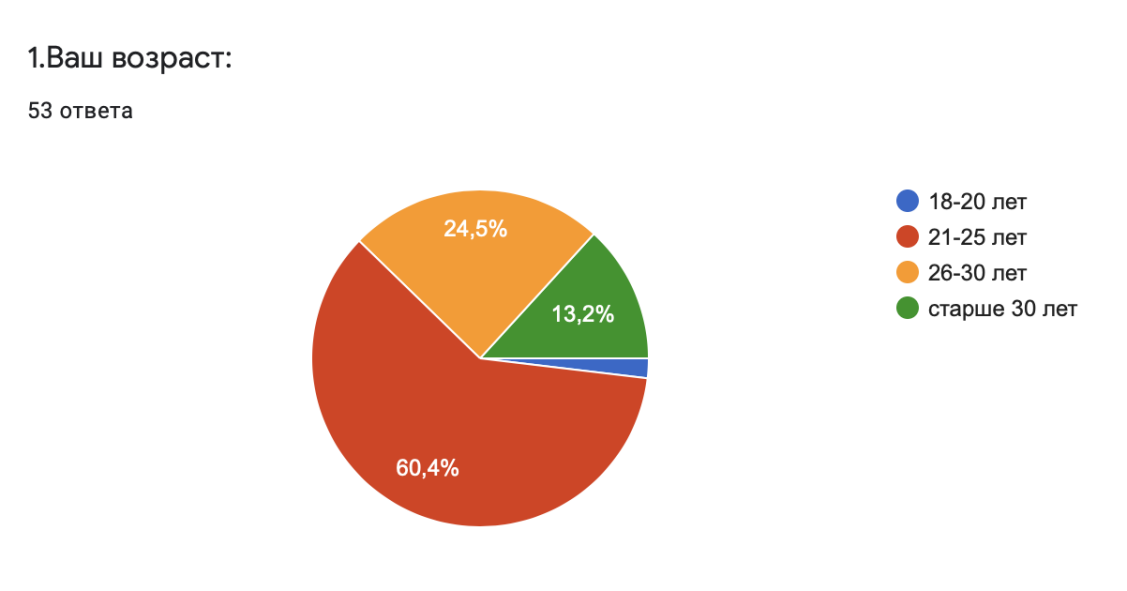 1.Ваш возраст:
53 ответа
18-20 лет
21-25 лет
26-30 лет
старше 30 лет
24,5%
13,2%
60,4%